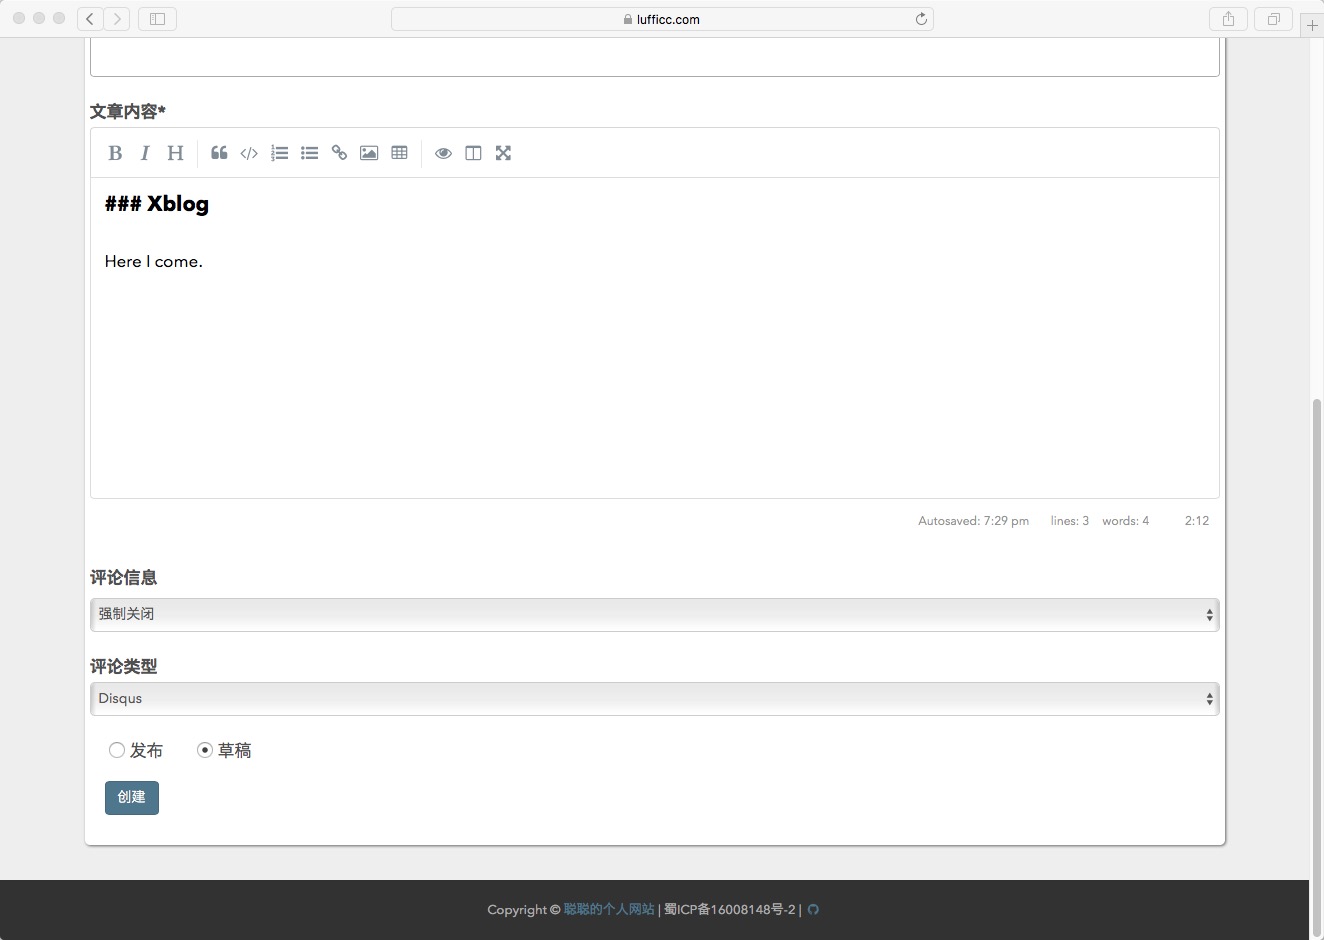 lufficc.com
文章内容*
B I H
### Xblog
Here I come.
Autosaved: 7:29 pm lines: 3 words: 4 2:12
评论信息
强制关闭
评论类型
Disqus
发布 草稿
创建
Copyright © 聪聪的个人网站 | 蜀ICP备16008148号-2 |